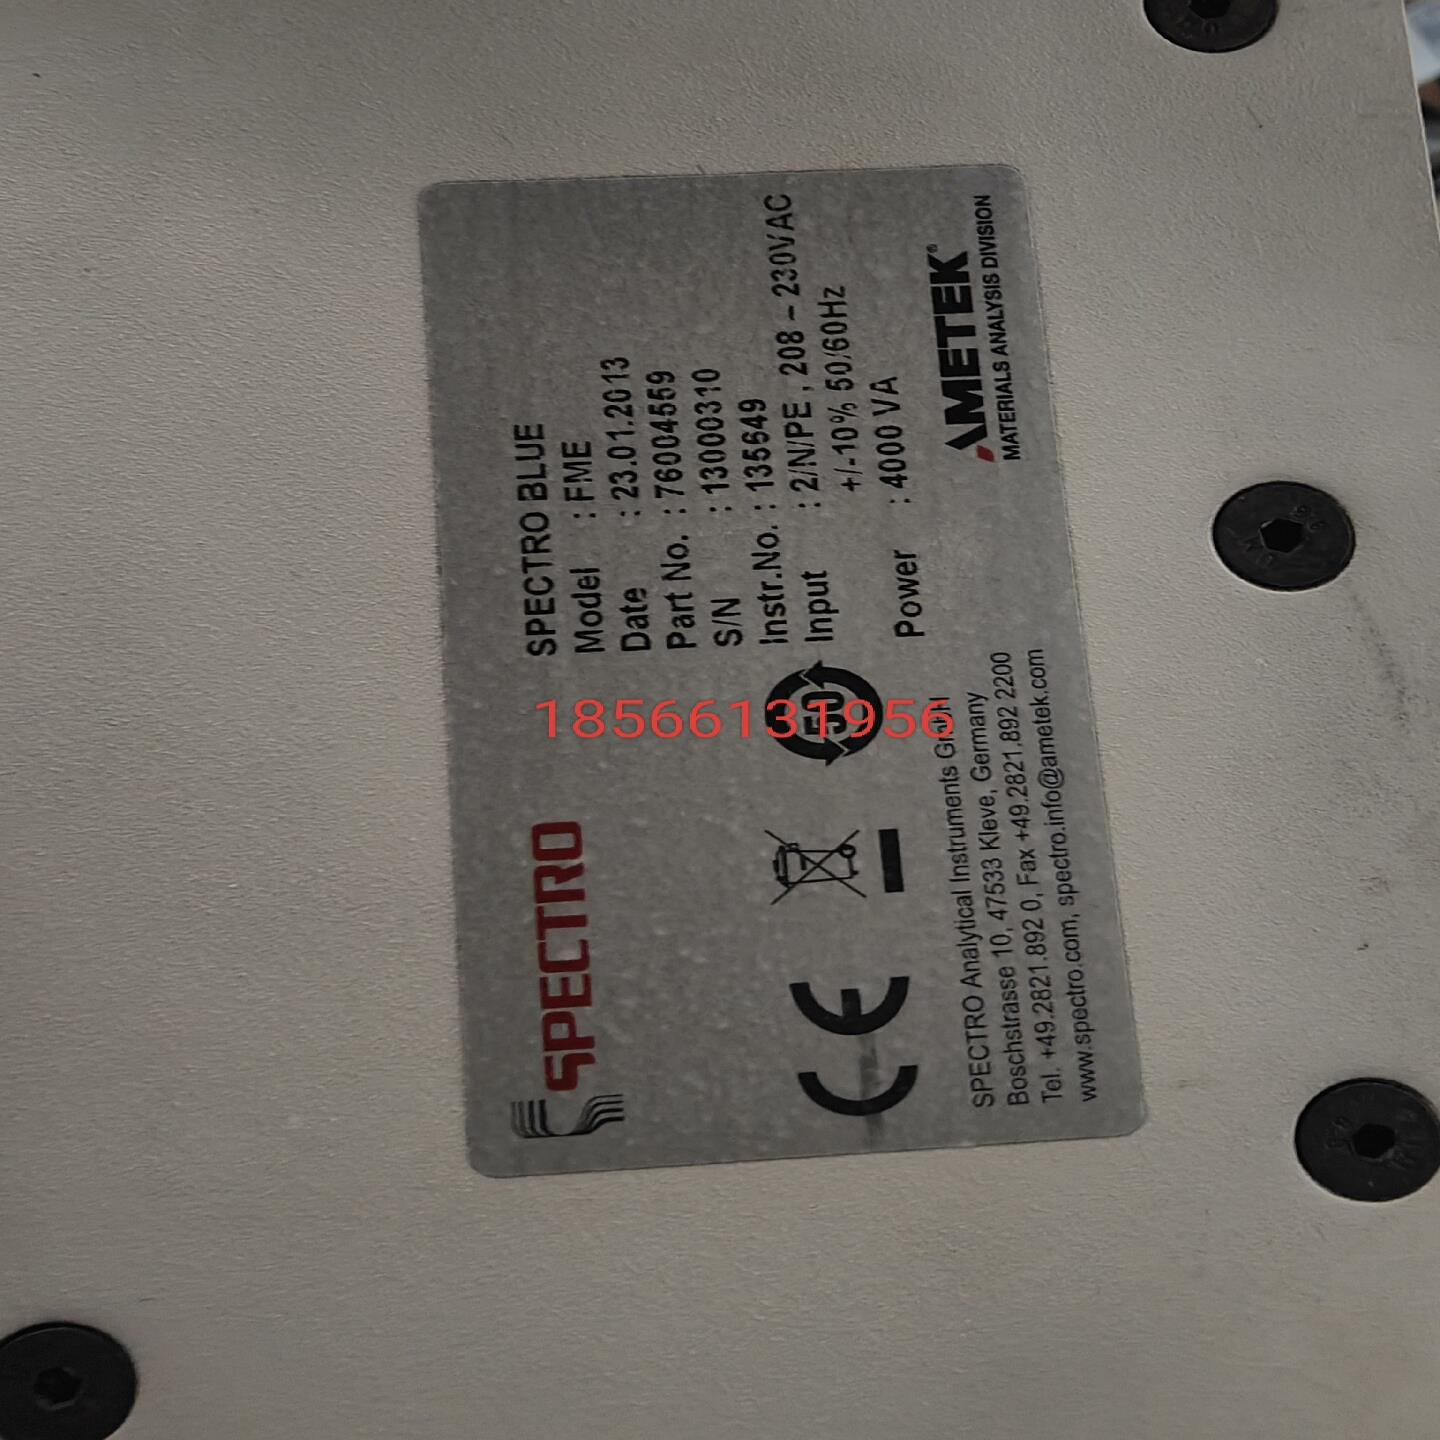 SPECTRO
SPECTRO BLUE
Model : FME
Date : 23.01.2013
Part No. : 76004559
S/N : 13000310
Instr.No. : 135649
Input : 2/N/PE , 208 – 230VAC
+/-10% 50/60Hz
Power : 4000 VA
18566131956
CE
50
SPECTRO Analytical Instruments GmbH
Boschstrasse 10, 47533 Kleve, Germany
Tel. +49.2821.892 0, Fax +49.2821.892 2200
www.spectro.com, spectro.info@ametek.com
AMETEK®
MATERIALS ANALYSIS DIVISION